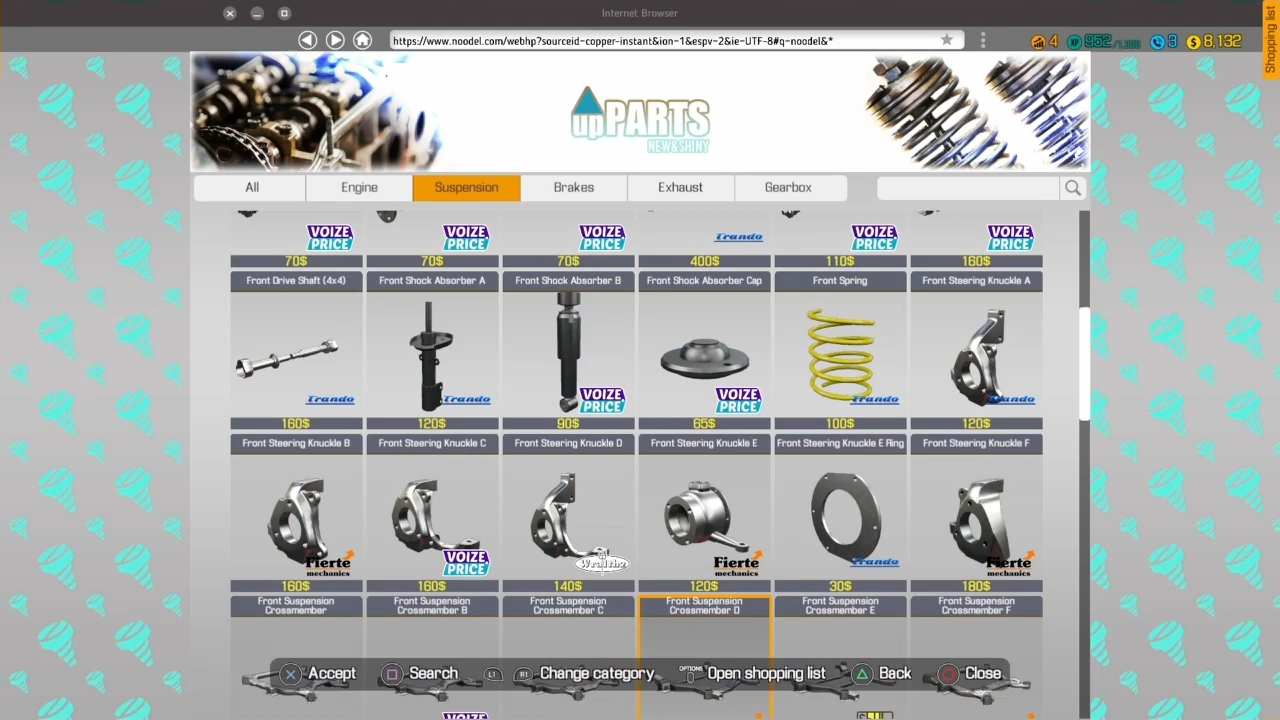 Internet Browser
https://www.noodel.com/webhp?sourceid-copper-instant&ion-1&espv-2&ie-UTF-8#q-noodel&*
4 XP 952/1.300 3 $ 8,132
Shopping list
upPARTS
NEW&SHINY
All Engine Suspension Brakes Exhaust Gearbox
VOIZE PRICE VOIZE PRICE VOIZE PRICE Trando VOIZE PRICE VOIZE PRICE
70$ 70$ 70$ 400$ 110$ 160$
Front Drive Shaft (4x4) Front Shock Absorber A Front Shock Absorber B Front Shock Absorber Cap Front Spring Front Steering Knuckle A
Trando Trando VOIZE PRICE VOIZE PRICE Trando Trando
160$ 120$ 90$ 65$ 100$ 120$
Front Steering Knuckle B Front Steering Knuckle C Front Steering Knuckle D Front Steering Knuckle E Front Steering Knuckle E Ring Front Steering Knuckle F
Fierte mechanics VOIZE PRICE Fierte mechanics Trando Fierte mechanics
160$ 160$ 140$ 120$ 30$ 180$
Front Suspension Crossmember Front Suspension Crossmember B Front Suspension Crossmember C Front Suspension Crossmember D Front Suspension Crossmember E Front Suspension Crossmember F
Accept Search L1 R1 Change category OPTIONS Open shopping list Back Close
VOIZE